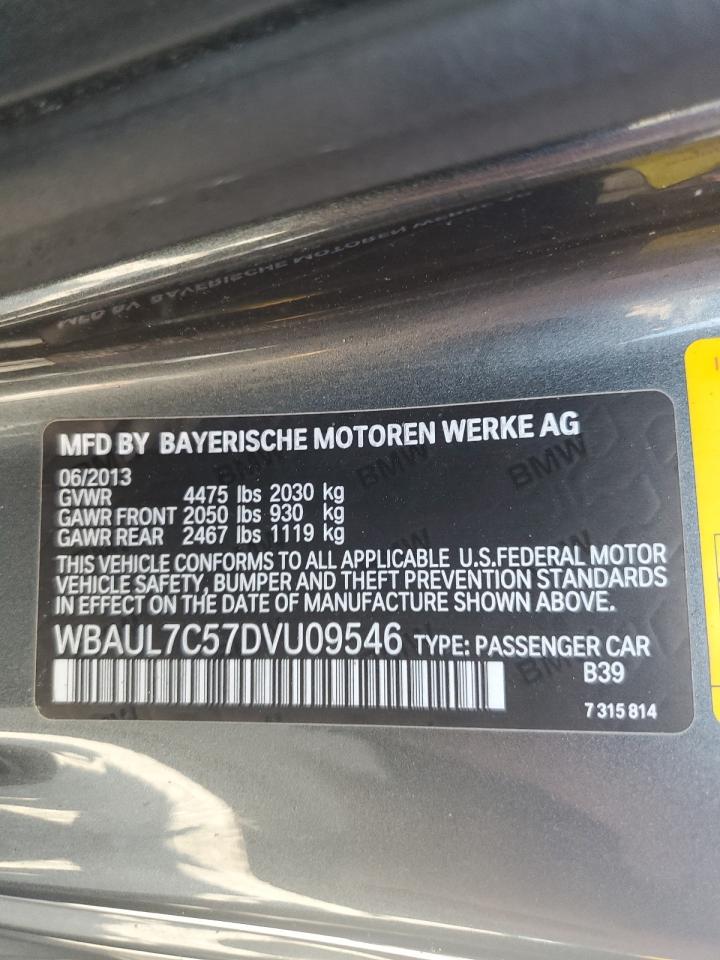 MFD BY BAYERISCHE MOTOREN WERKE AG
06/2013
GVWR 4475 lbs 2030 kg
GAWR FRONT 2050 lbs 930 kg
GAWR REAR 2467 lbs 1119 kg
THIS VEHICLE CONFORMS TO ALL APPLICABLE U.S.FEDERAL MOTOR
VEHICLE SAFETY, BUMPER AND THEFT PREVENTION STANDARDS
IN EFFECT ON THE DATE OF MANUFACTURE SHOWN ABOVE.
WBAUL7C57DVU09546 TYPE: PASSENGER CAR
B39
7 315 814